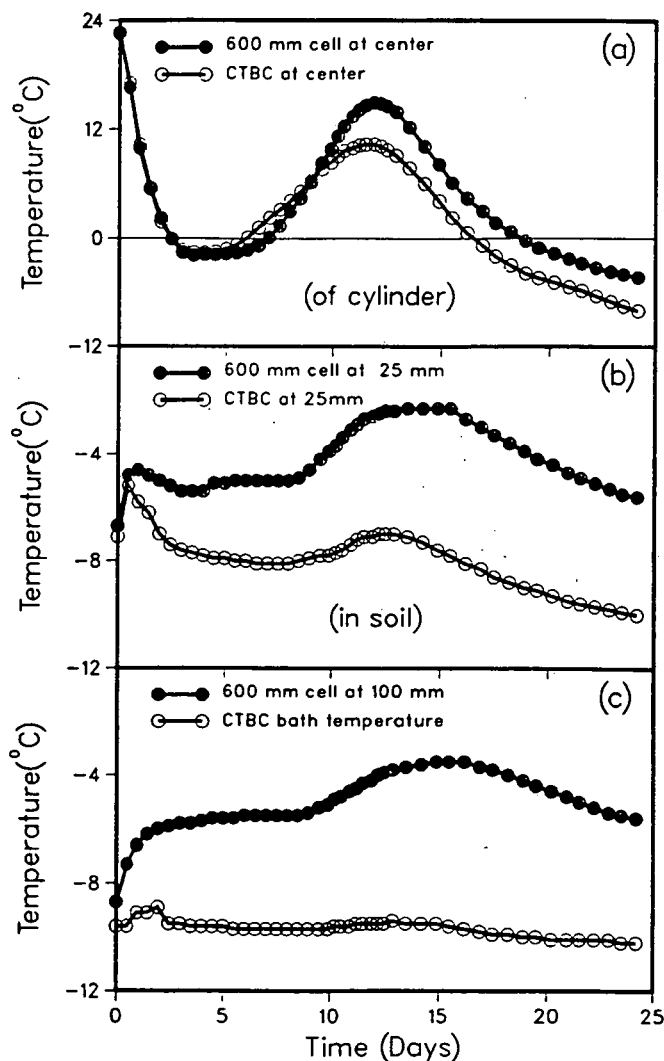 24
12
0
-12
Temperature(°C)
600 mm cell at center
CTBC at center
(a)
(of cylinder)
-4
-8
-12
Temperature(°C)
600 mm cell at 25 mm
CTBC at 25mm
(b)
(in soil)
-4
-8
-12
Temperature(°C)
600 mm cell at 100 mm
CTBC bath temperature
(c)
0 5 10 15 20 25
Time (Days)